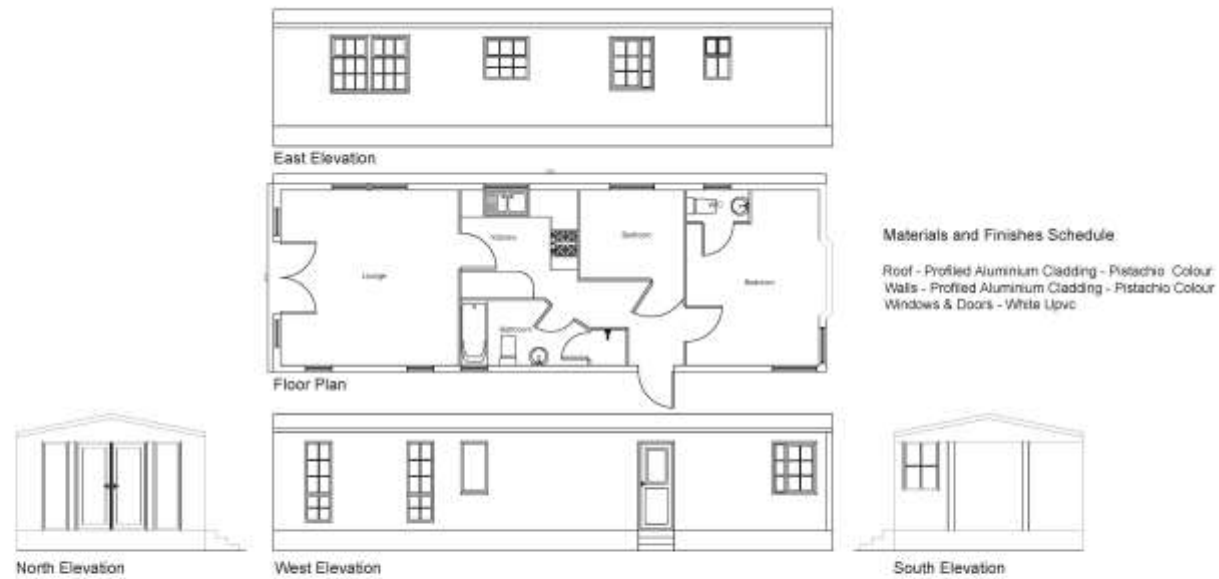 East Elevation
Lounge
Kitchen
Bedroom
WC
Bedroom
Bathroom
Floor Plan
Materials and Finishes Schedule
Roof - Profiled Aluminium Cladding - Pistachio Colour
Walls - Profiled Aluminium Cladding - Pistachio Colour
Windows & Doors - White Upvc
North Elevation
West Elevation
South Elevation